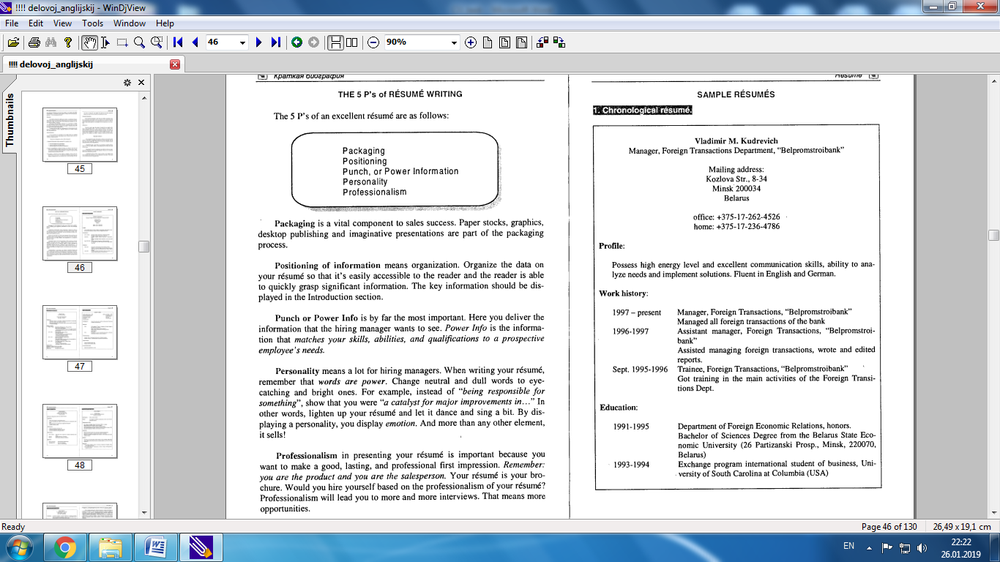 !!!! delovoj_anglijskij - WinDjView
File Edit View Tools Window Help
46
90%
!!!! delovoj_anglijskij
Thumbnails
45
46
47
48
Краткая биография
THE 5 P's of RÉSUMÉ WRITING
The 5 P's of an excellent résumé are as follows:
Packaging
Positioning
Punch, or Power Information
Personality
Professionalism
Packaging is a vital component to sales success. Paper stocks, graphics,
desktop publishing and imaginative presentations are part of the packaging
process.
Positioning of information means organization. Organize the data on
your résumé so that it's easily accessible to the reader and the reader is able
to quickly grasp significant information. The key information should be dis-
played in the Introduction section.
Punch or Power Info is by far the most important. Here you deliver the
information that the hiring manager wants to see. Power Info is the informa-
tion that matches your skills, abilities, and qualifications to a prospective
employee's needs.
Personality means a lot for hiring managers. When writing your résumé,
remember that words are power. Change neutral and dull words to eye-
catching and bright ones. For example, instead of "being responsible for
something", show that you were "a catalyst for major improvements in..." In
other words, lighten up your résumé and let it dance and sing a bit. By dis-
playing a personality, you display emotion. And more than any other element,
it sells!
Professionalism in presenting your résumé is important because you
want to make a good, lasting, and professional first impression. Remember:
you are the product and you are the salesperson. Your résumé is your bro-
chure. Would you hire yourself based on the professionalism of your résumé?
Professionalism will lead you to more and more interviews. That means more
opportunities.
Résumé
SAMPLE RÉSUMÉS
1. Chronological résumé.
Vladimir M. Kudrevich
Manager, Foreign Transactions Department, "Belpromstroibank"
Mailing address:
Kozlova Str., 8-34
Minsk 200034
Belarus
office: +375-17-262-4526
home: +375-17-236-4786
Profile:
Possess high energy level and excellent communication skills, ability to ana-
lyze needs and implement solutions. Fluent in English and German.
Work history:
1997 – present Manager, Foreign Transactions, "Belpromstroibank"
Managed all foreign transactions of the bank
1996-1997 Assistant manager, Foreign Transactions, "Belpromstroi-
bank"
Assisted managing foreign transactions, wrote and edited
reports.
Sept. 1995-1996 Trainee, Foreign Transactions, "Belpromstroibank"
Got training in the main activities of the Foreign Transi-
tions Dept.
Education:
1991-1995 Department of Foreign Economic Relations, honors.
Bachelor of Sciences Degree from the Belarus State Eco-
nomic University (26 Partizanski Prosp., Minsk, 220070,
Belarus)
1993-1994 Exchange program international student of business, Uni-
versity of South Carolina at Columbia (USA)
Ready
Page 46 of 130 26,49 x 19,1 cm
EN
22:22
26.01.2019